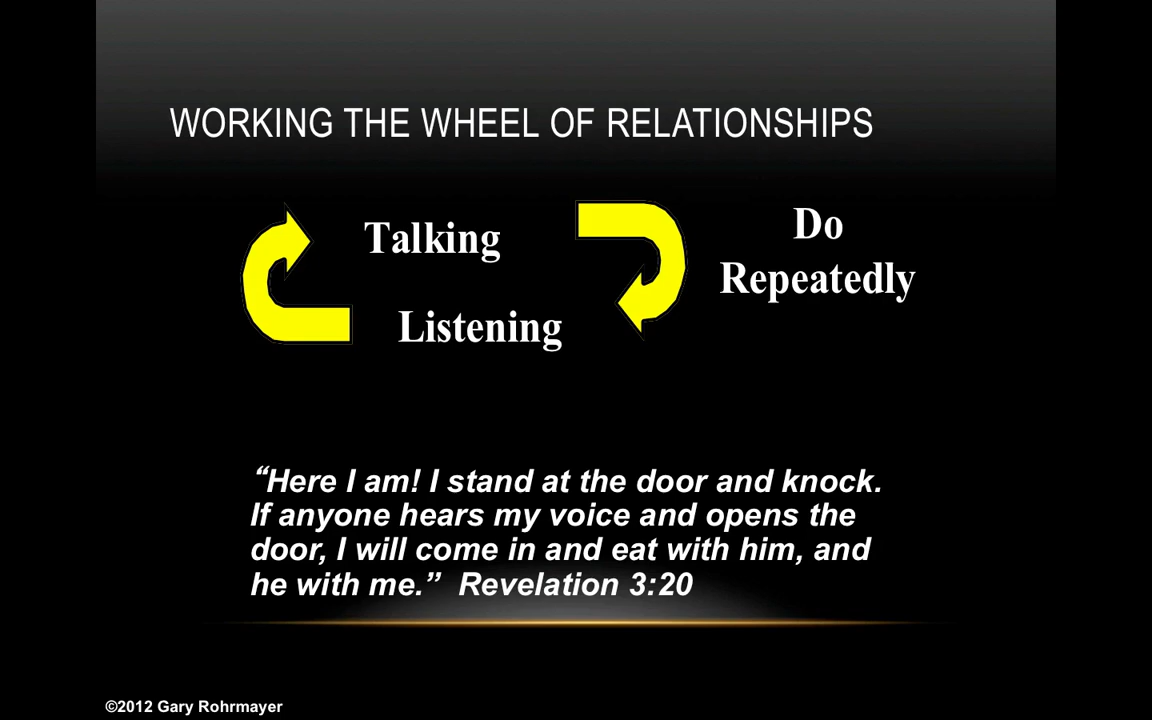 WORKING THE WHEEL OF RELATIONSHIPS
Talking
Listening
Do
Repeatedly
“Here I am! I stand at the door and knock.
If anyone hears my voice and opens the
door, I will come in and eat with him, and
he with me.”  Revelation 3:20
©2012 Gary Rohrmayer